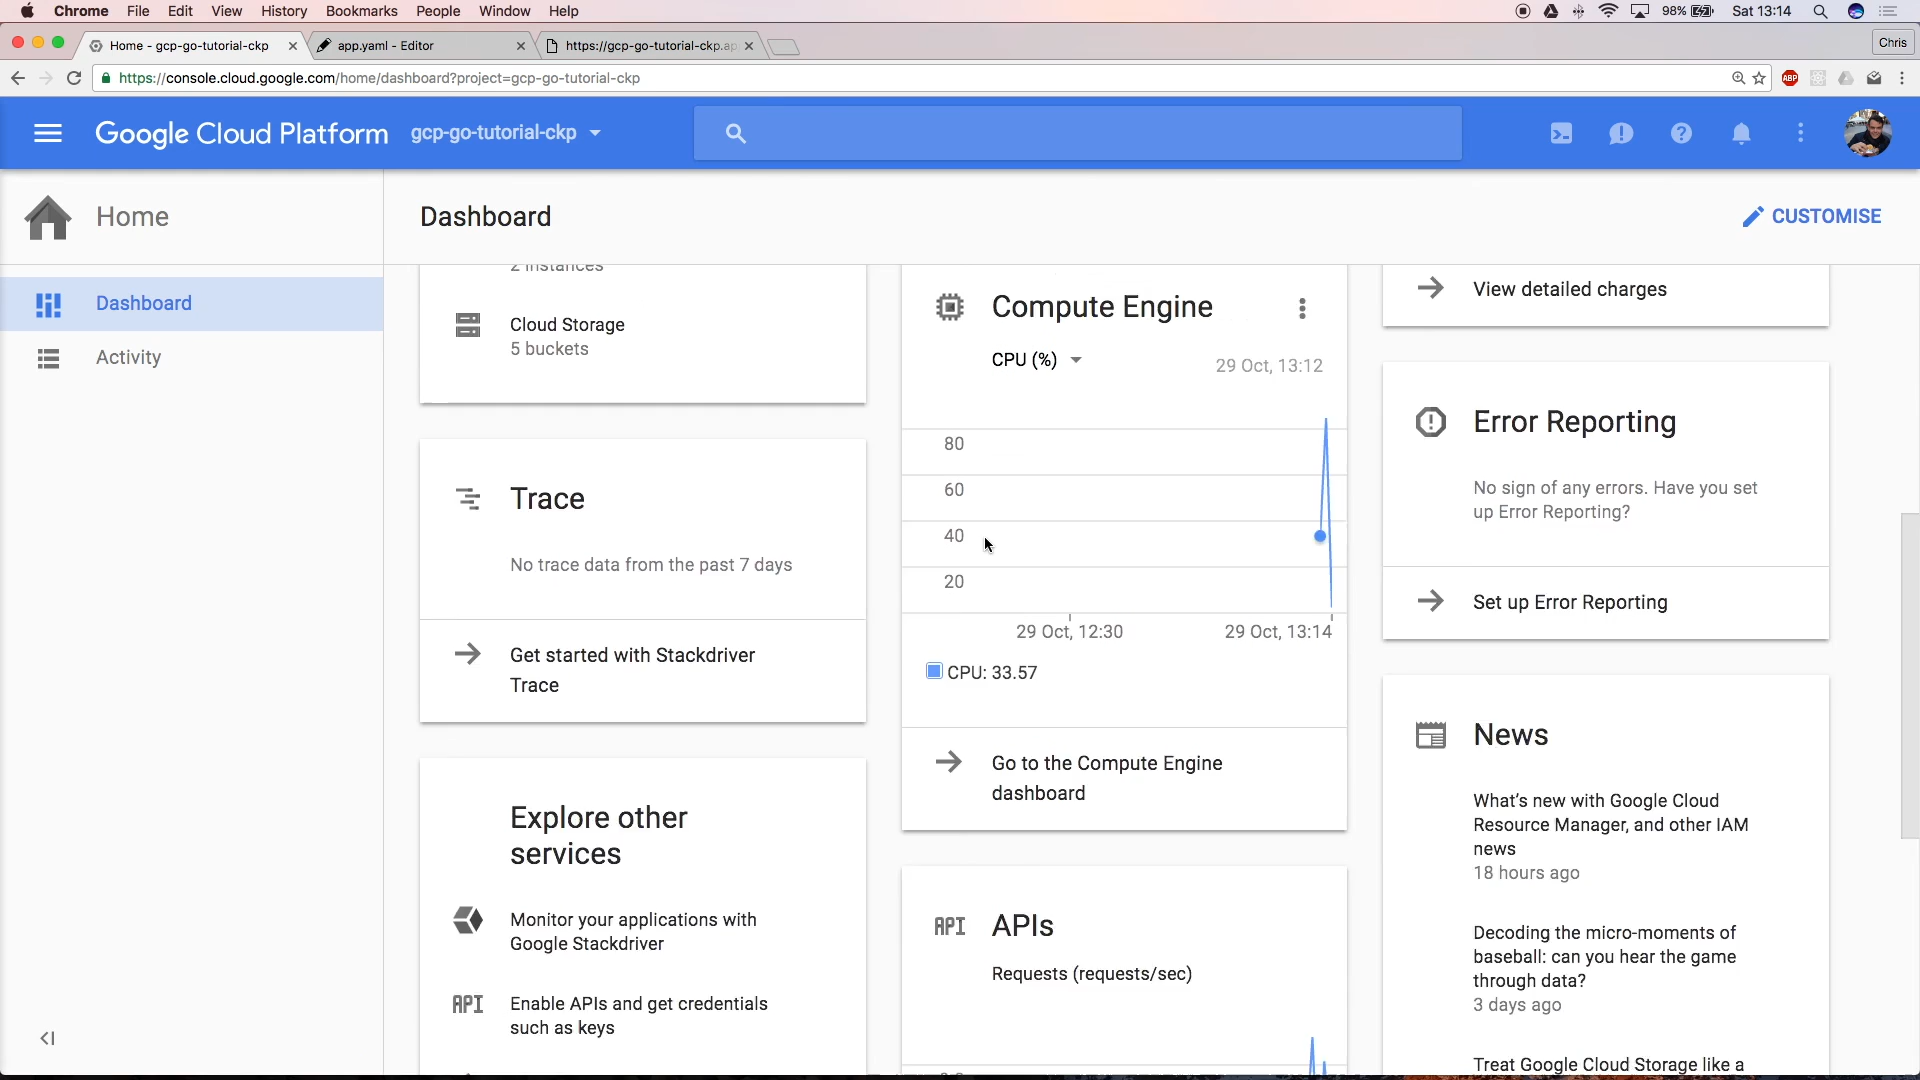 Chrome File Edit View History Bookmarks People Window Help 98% Sat 13:14
Home - gcp-go-tutorial-ckp app.yaml - Editor https://gcp-go-tutorial-ckp.ap Chris
https://console.cloud.google.com/home/dashboard?project=gcp-go-tutorial-ckp ABP
Google Cloud Platform gcp-go-tutorial-ckp
Home
Dashboard
CUSTOMISE
Dashboard
Activity
2 instances
Cloud Storage
5 buckets
Trace
No trace data from the past 7 days
Get started with Stackdriver
Trace
Explore other
services
Monitor your applications with
Google Stackdriver
API
Enable APIs and get credentials
such as keys
Compute Engine
CPU (%)
29 Oct, 13:12
80
60
40
20
29 Oct, 12:30 29 Oct, 13:14
CPU: 33.57
Go to the Compute Engine
dashboard
API APIs
Requests (requests/sec)
View detailed charges
Error Reporting
No sign of any errors. Have you set
up Error Reporting?
Set up Error Reporting
News
What's new with Google Cloud
Resource Manager, and other IAM
news
18 hours ago
Decoding the micro-moments of
baseball: can you hear the game
through data?
3 days ago
Treat Google Cloud Storage like a